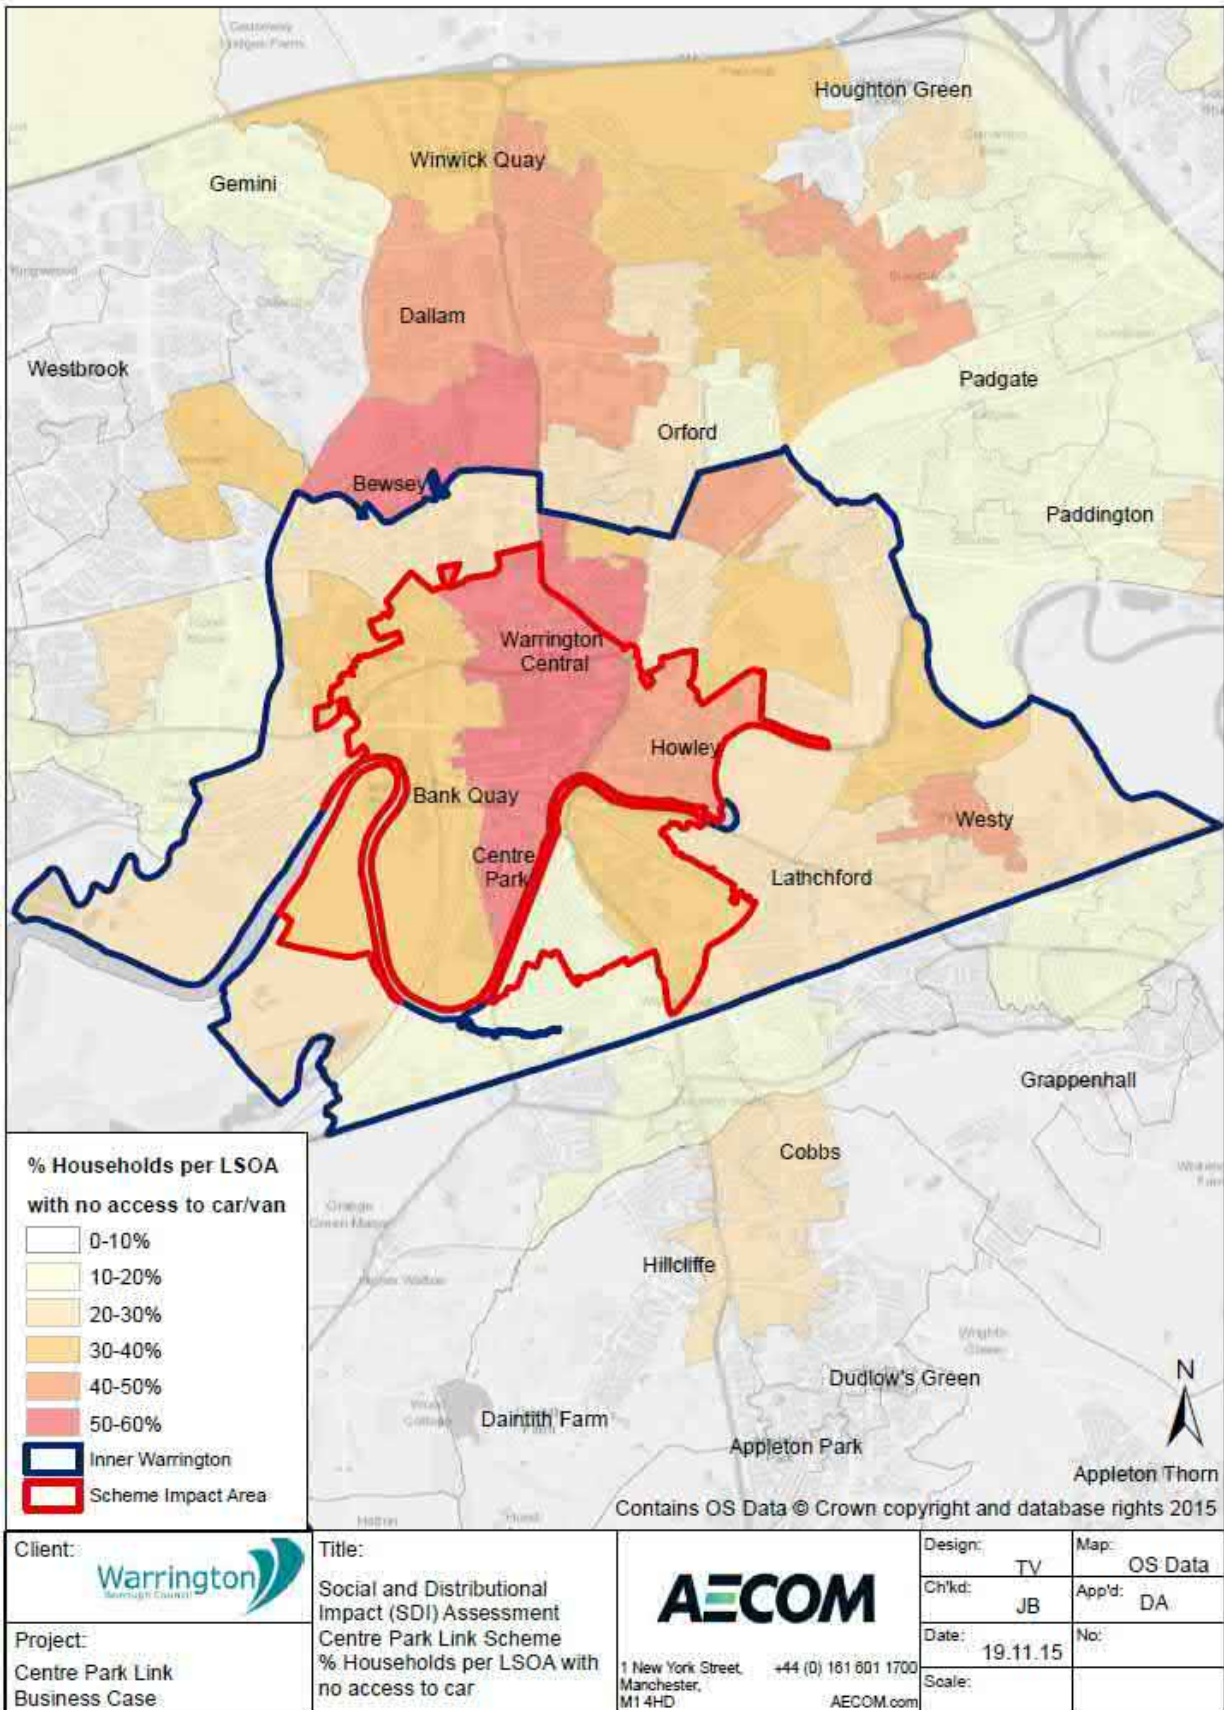 Houghton Green
Winwick Quay
Gemini
Dallam
Westbrook
Padgate
Orford
Bewsey
Paddington
Warrington
Central
Howley
Bank Quay
Westy
Centre
Park
Lathchford
Grappenhall
Cobbs
Hillcliffe
Dudlow's Green
Daintith Farm
Appleton Park
Appleton Thorn
N
% Households per LSOA
with no access to car/van
0-10%
10-20%
20-30%
30-40%
40-50%
50-60%
Inner Warrington
Scheme Impact Area
Contains OS Data © Crown copyright and database rights 2015
Client:
Warrington
Borough Council
Project:
Centre Park Link
Business Case
Title:
Social and Distributional
Impact (SDI) Assessment
Centre Park Link Scheme
% Households per LSOA with
no access to car
AECOM
1 New York Street,
Manchester,
M1 4HD
+44 (0) 161 601 1700
AECOM.com
Design:
TV
Map:
OS Data
Ch'kd:
JB
App'd:
DA
Date:
19.11.15
No:
Scale: